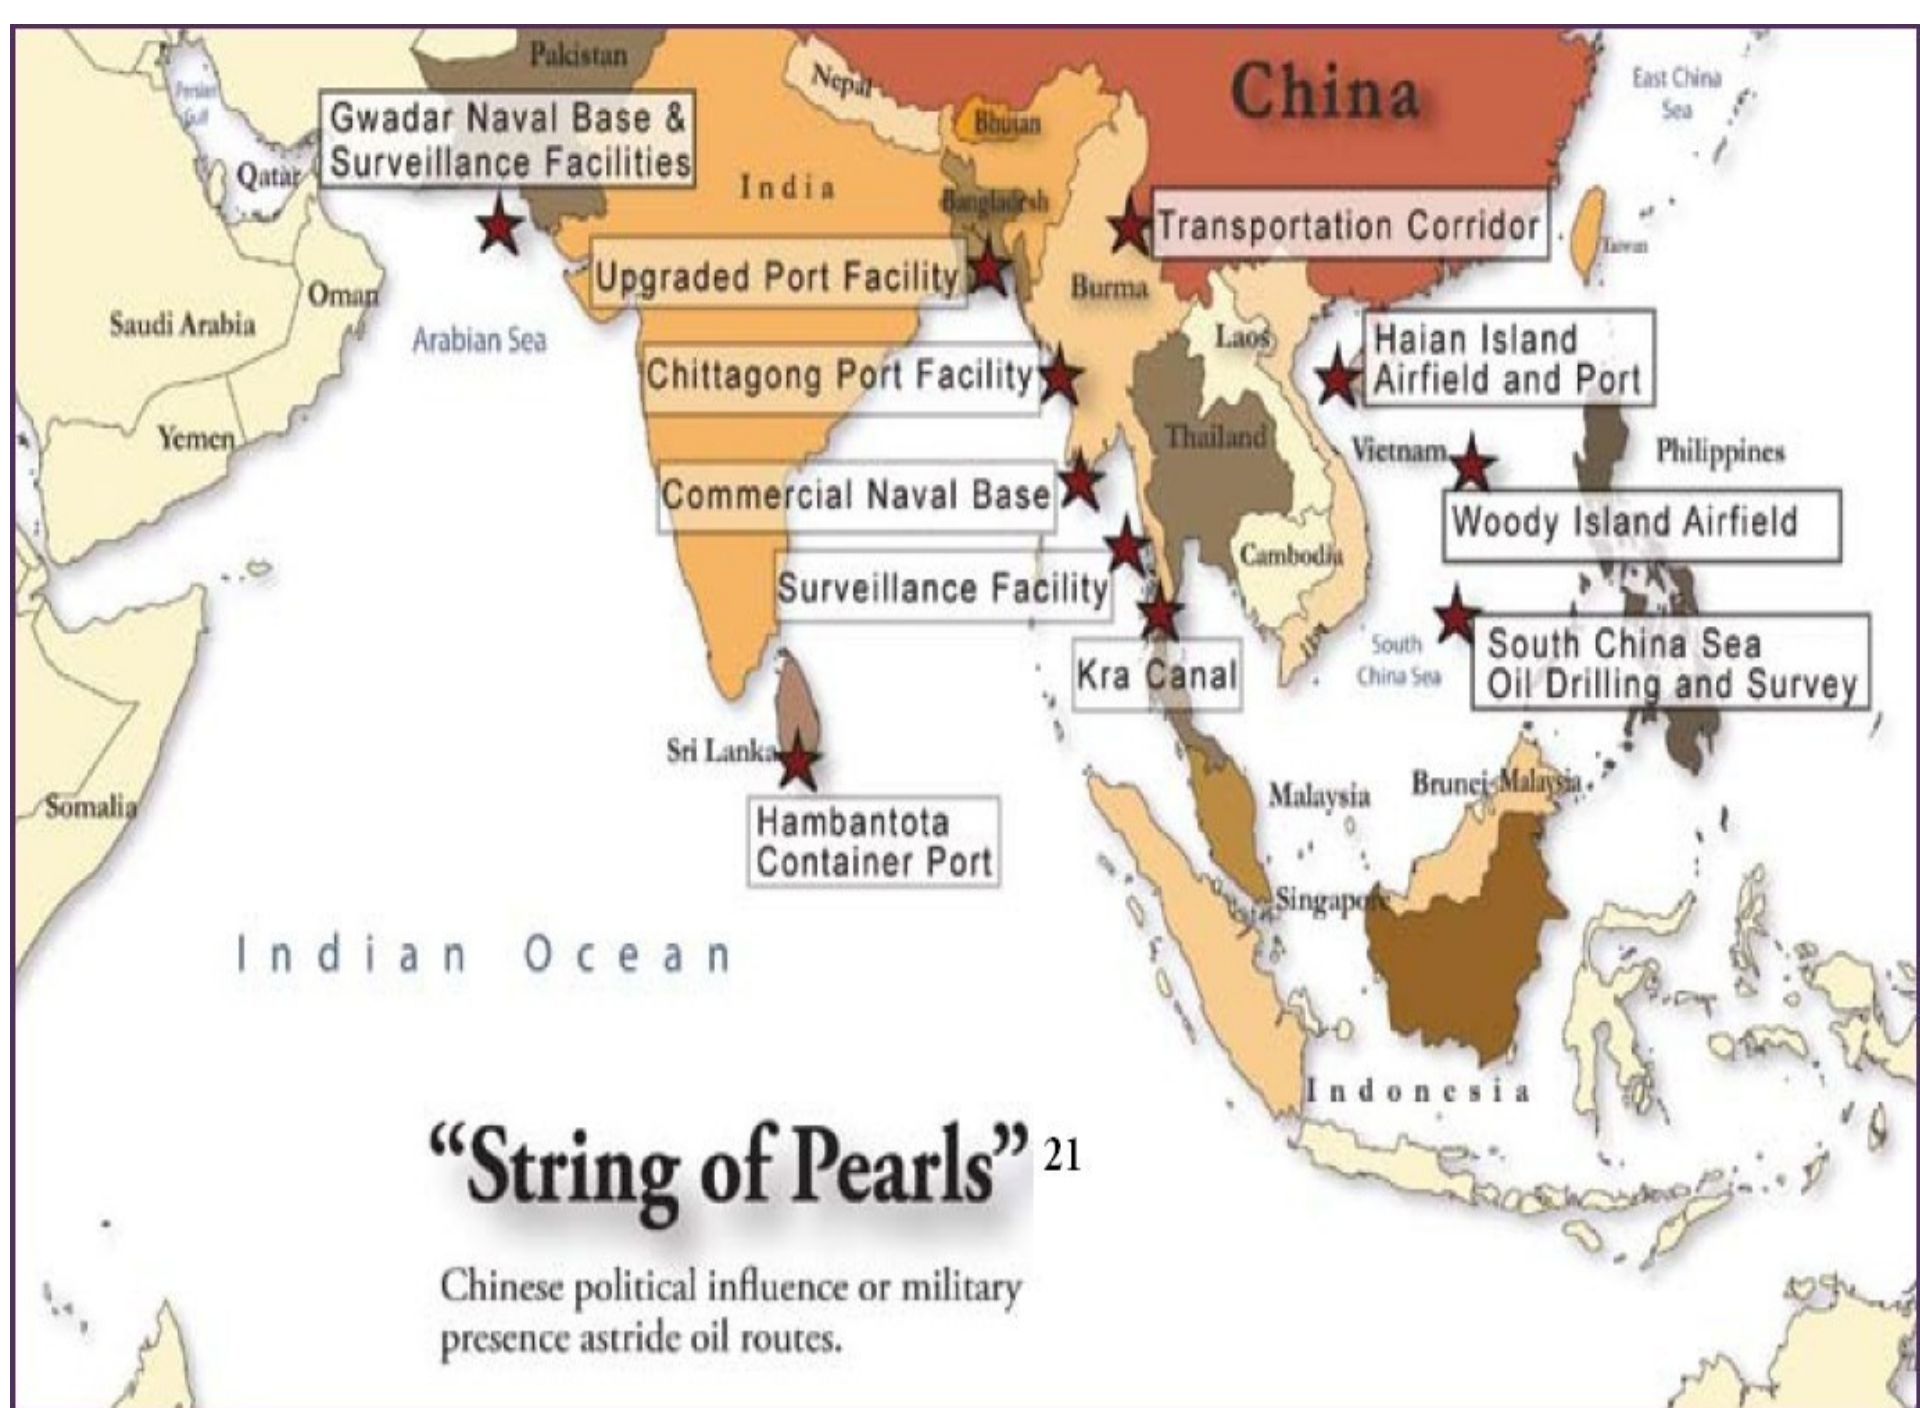 Pakistan
Nepal
China
East China
Sea
Persian
Gulf
Gwadar Naval Base &
Surveillance Facilities
Bhutan
Qatar
India
Bangladesh
Transportation Corridor
Taiwan
Upgraded Port Facility
Burma
Oman
Saudi Arabia
Arabian Sea
Laos
Haian Island
Airfield and Port
Chittagong Port Facility
Yemen
Thailand
Vietnam
Philippines
Commercial Naval Base
Woody Island Airfield
Cambodia
Surveillance Facility
South
China Sea
South China Sea
Oil Drilling and Survey
Kra Canal
Sri Lanka
Somalia
Malaysia
Brunei Malaysia
Hambantota
Container Port
Singapore
Indian Ocean
Indonesia
“String of Pearls” 21
Chinese political influence or military
presence astride oil routes.